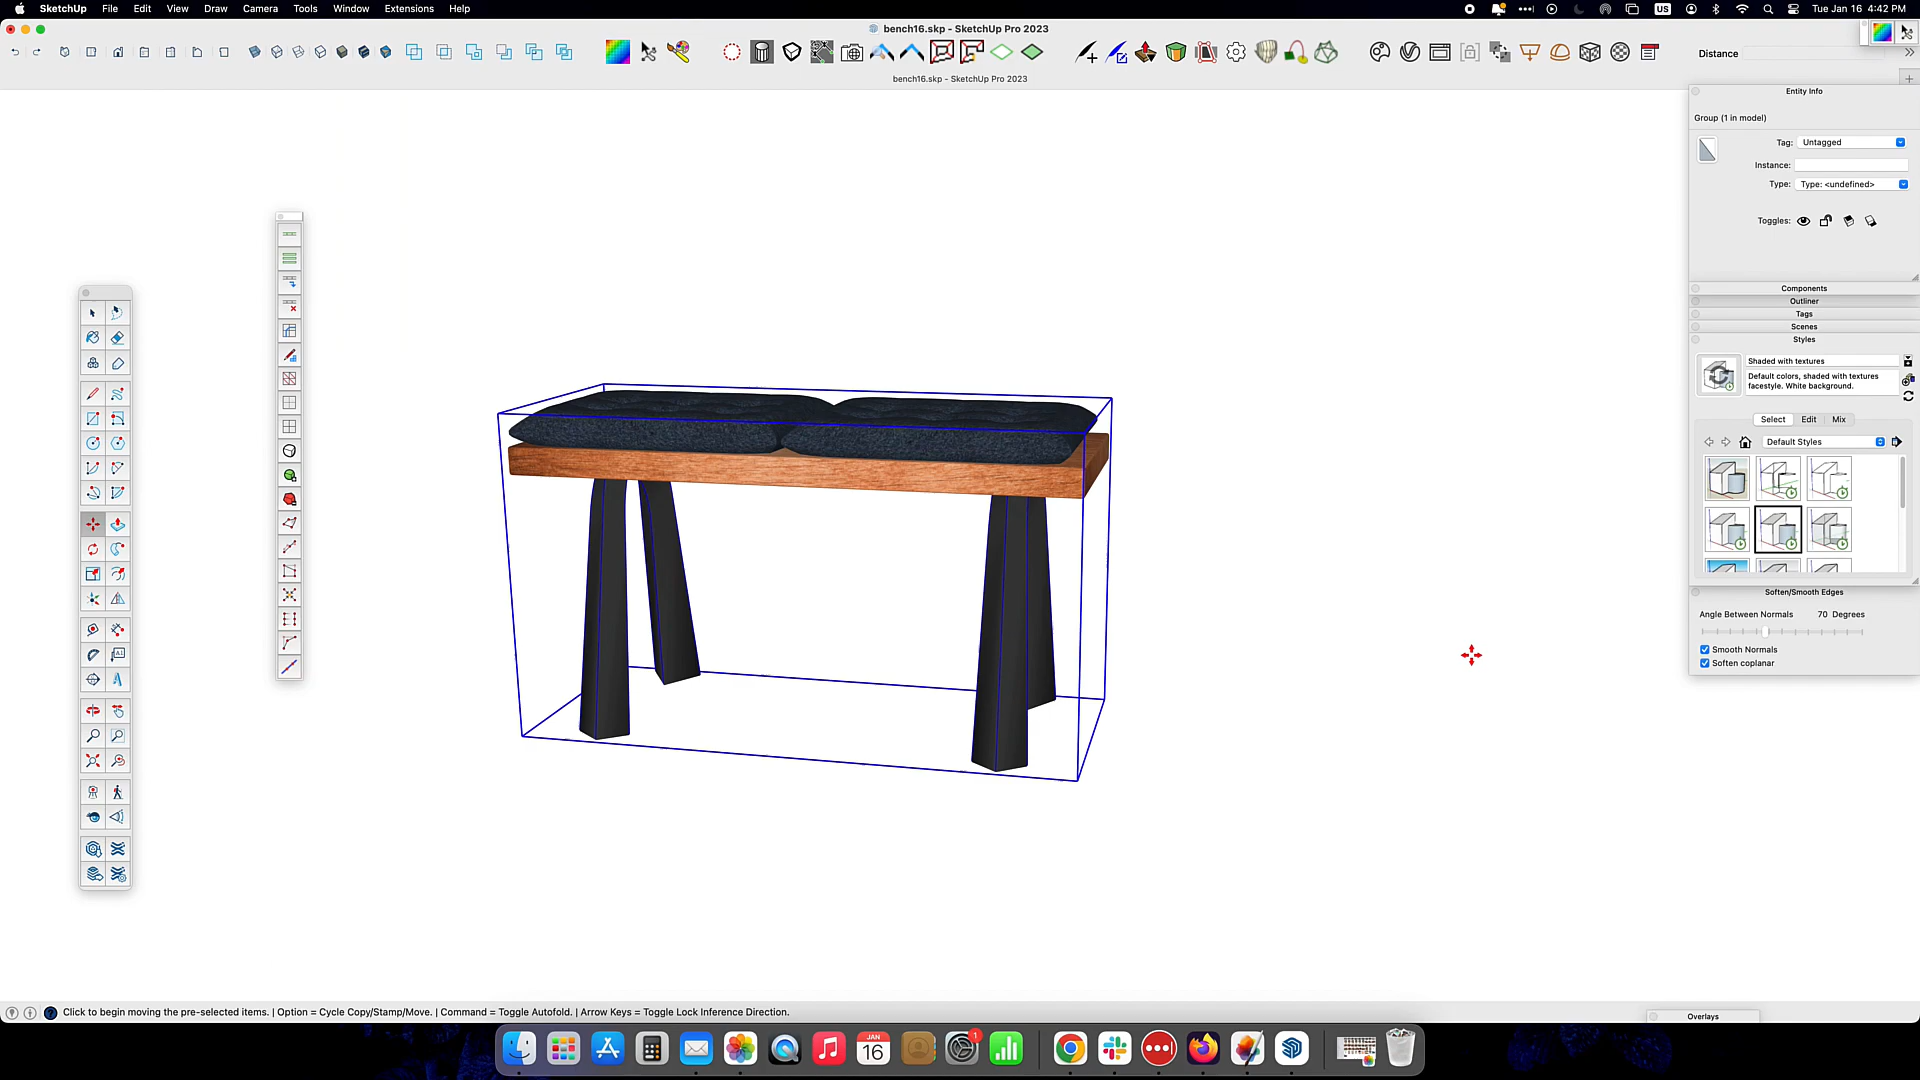 SketchUp File Edit View Draw Camera Tools Window Extensions Help
US Tue Jan 16 4:42 PM
bench16.skp - SketchUp Pro 2023
Distance
bench16.skp - SketchUp Pro 2023
Entity Info
Group (1 in model)
Tag: Untagged
Instance:
Type: Type: <undefined>
Toggles:
Components
Outliner
Tags
Scenes
Styles
Shaded with textures
Default colors, shaded with textures
facestyle. White background.
Select Edit Mix
Default Styles
Soften/Smooth Edges
Angle Between Normals 70 Degrees
Smooth Normals
Soften coplanar
Click to begin moving the pre-selected items. | Option = Cycle Copy/Stamp/Move. | Command = Toggle Autofold. | Arrow Keys = Toggle Lock Inference Direction.
Overlays
JAN
16
1